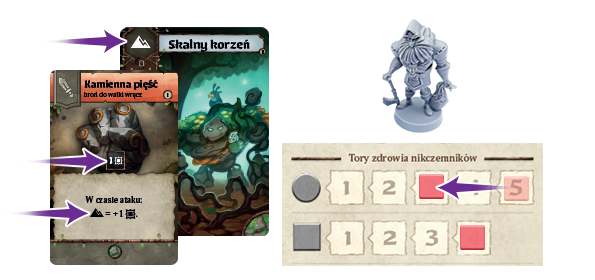 Skalny korzeń
Kamienna pięść
broń do walki wręcz
1
W czasie ataku:
= +1
Tory zdrowia nikczemników
1 2 5
1 2 3